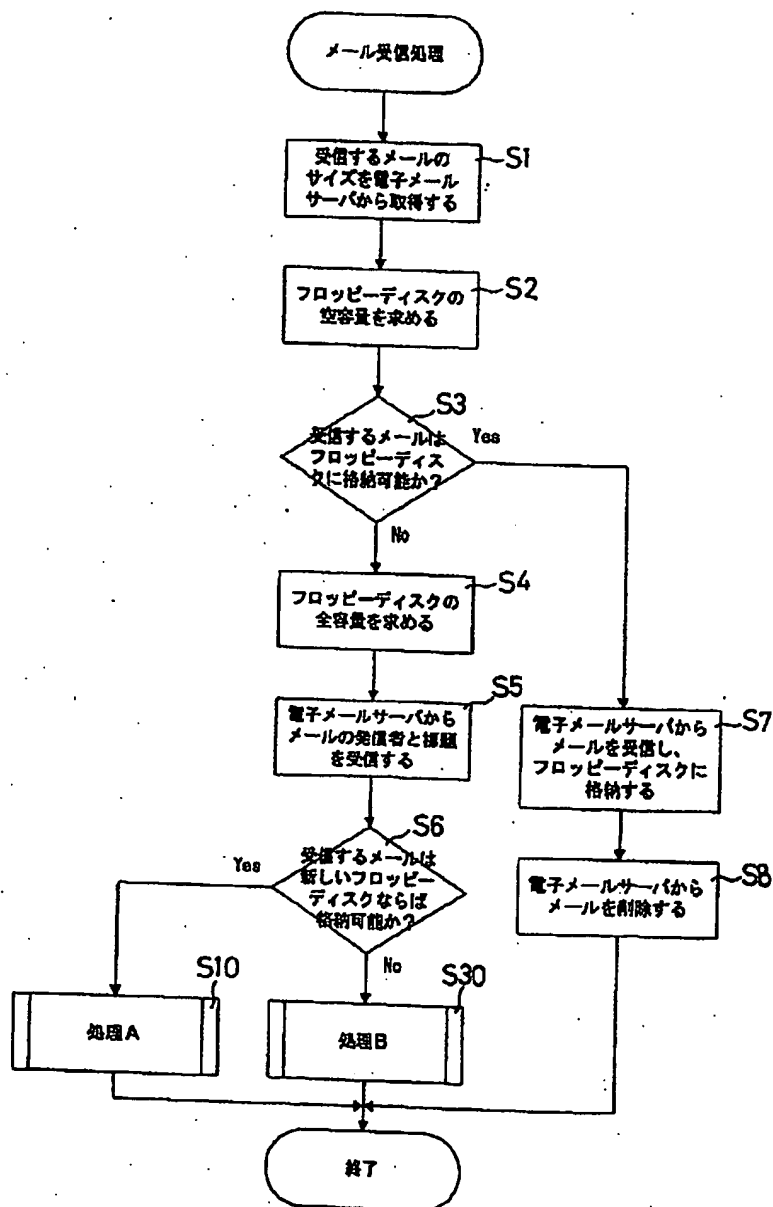 メール受信処理
受信するメールの
サイズを電子メール
サーバから取得する
S1
フロッピーディスクの
空容量を求める
S2
S3
受信するメールは
フロッピーディス
クに格納可能か？
Yes
No
フロッピーディスクの
全容量を求める
S4
電子メールサーバから
メールの発信者と標題
を受信する
S5
電子メールサーバから
メールを受信し、
フロッピーディスクに
格納する
S7
S6
受信するメールは
新しいフロッピー
ディスクならば
格納可能か？
Yes
No
電子メールサーバから
メールを削除する
S8
処理A
S10
処理B
S30
終了